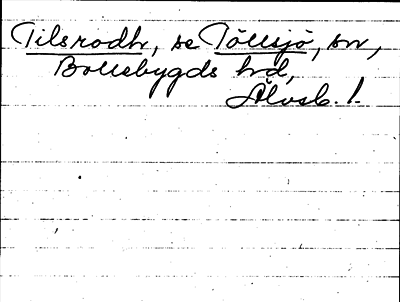 Tilsrodh, se Töllsjö, sn,
Bollebygds hd,
Älvsb. l.